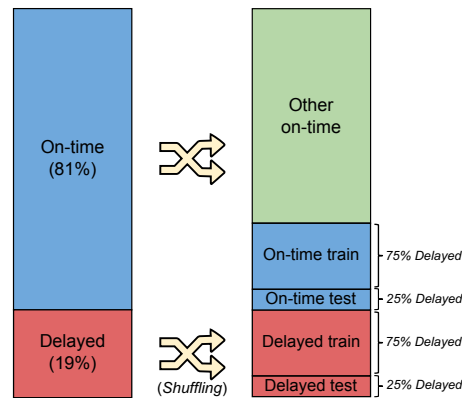 On-time
(81%)
Delayed
(19%)
(Shuffling)
Other
on-time
On-time train
75% Delayed
On-time test
25% Delayed
Delayed train
75% Delayed
Delayed test
25% Delayed